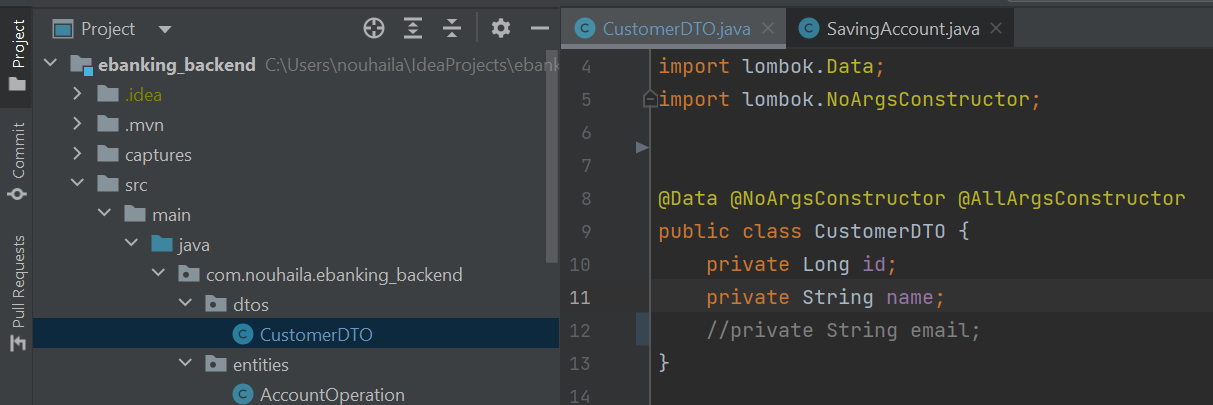 Project
Commit
Pull Requests
Project
ebanking_backend C:\Users\nouhaila\IdeaProjects\eban
.idea
.mvn
captures
src
main
java
com.nouhaila.ebanking_backend
dtos
CustomerDTO
entities
AccountOperation
CustomerDTO.java
SavingAccount.java
4 import lombok.Data;
5 import lombok.NoArgsConstructor;
6
7
8 @Data @NoArgsConstructor @AllArgsConstructor
9 public class CustomerDTO {
10 private Long id;
11 private String name;
12 //private String email;
13 }
14